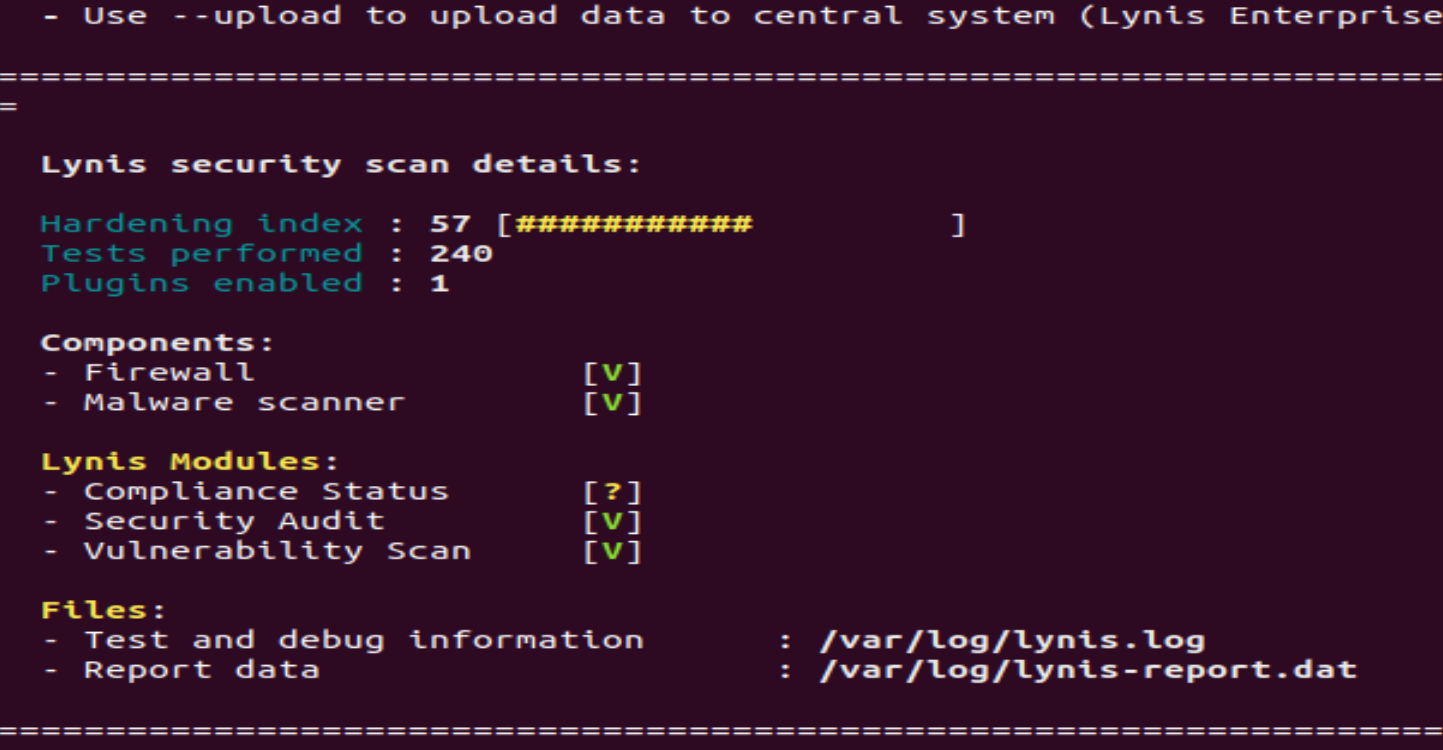 - Use --upload to upload data to central system (Lynis Enterprise
===================================================================
=
Lynis security scan details:
Hardening index : 57 [###########         ]
Tests performed : 240
Plugins enabled : 1
Components:
- Firewall               [V]
- Malware scanner        [V]
Lynis Modules:
- Compliance Status      [?]
- Security Audit         [V]
- Vulnerability Scan     [V]
Files:
- Test and debug information      : /var/log/lynis.log
- Report data                     : /var/log/lynis-report.dat
===================================================================